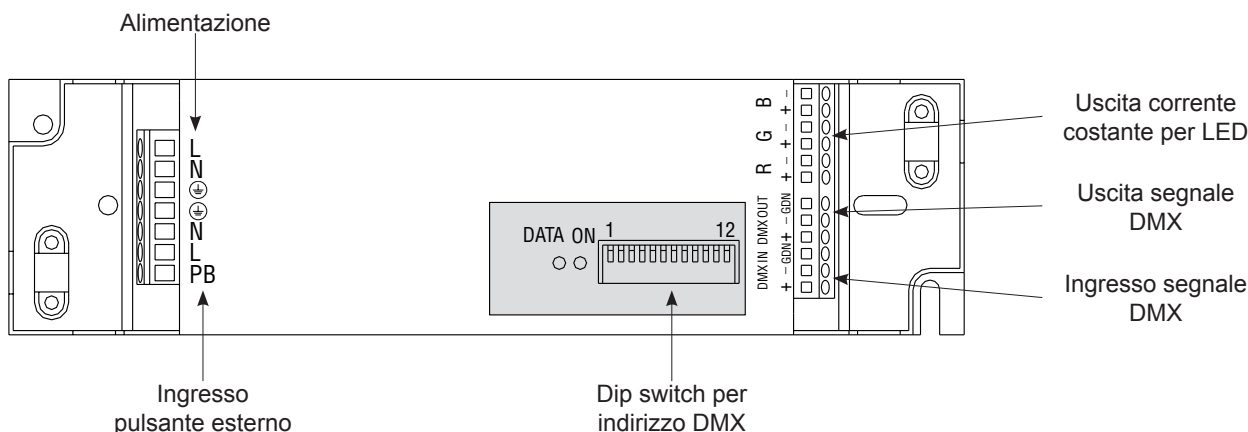 Alimentazione
L
N
N
L
PB
Ingresso
pulsante esterno
DATA ON 1 12
Dip switch per
indirizzo DMX
B
- +
G
- +
R
- +
DMX OUT
GDN
- +
DMX IN
GDN
- +
Uscita corrente
costante per LED
Uscita segnale
DMX
Ingresso segnale
DMX